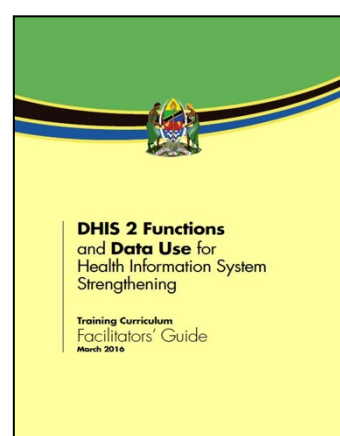 DHIS 2 Functions
and Data Use for
Health Information System
Strengthening
Training Curriculum
Facilitators' Guide
March 2016